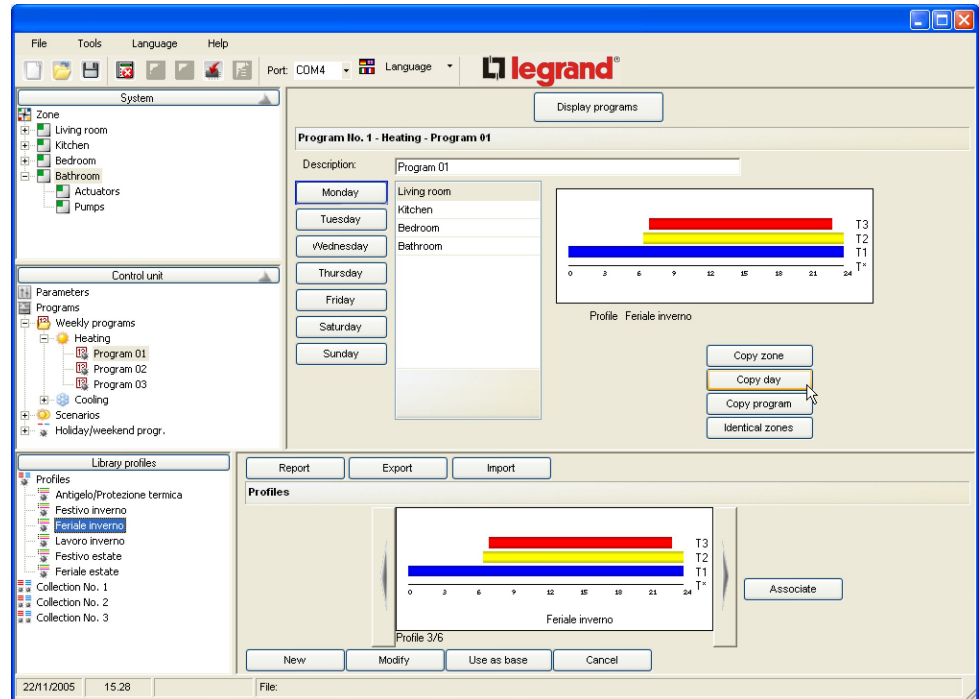 File Tools Language Help
Port: COM4 Language legrand®
System
Zone
Living room
Kitchen
Bedroom
Bathroom
Actuators
Pumps
Control unit
Parameters
Programs
Weekly programs
Heating
Program 01
Program 02
Program 03
Cooling
Scenarios
Holiday/weekend progr.
Display programs
Program No. 1 - Heating - Program 01
Description: Program 01
Monday
Tuesday
Wednesday
Thursday
Friday
Saturday
Sunday
Living room
Kitchen
Bedroom
Bathroom
T3
T2
T1
T*
0 3 6 9 12 15 18 21 24
Profile Feriale inverno
Copy zone
Copy day
Copy program
Identical zones
Library profiles
Profiles
Antigelo/Protezione termica
Festivo inverno
Feriale inverno
Lavoro inverno
Festivo estate
Feriale estate
Collection No. 1
Collection No. 2
Collection No. 3
Report Export Import
Profiles
T3
T2
T1
T*
0 3 6 9 12 15 18 21 24
Feriale inverno
Profile 3/6
Associate
New Modify Use as base Cancel
22/11/2005 15.28 File: